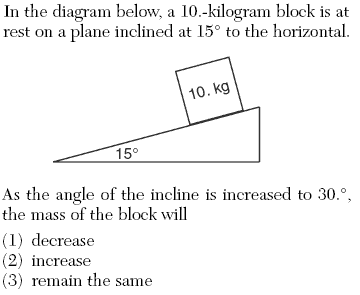 In the diagram below, a 10.-kilogram block is at
rest on a plane inclined at 15° to the horizontal.
10. kg
15°
As the angle of the incline is increased to 30.°,
the mass of the block will
(1) decrease
(2) increase
(3) remain the same